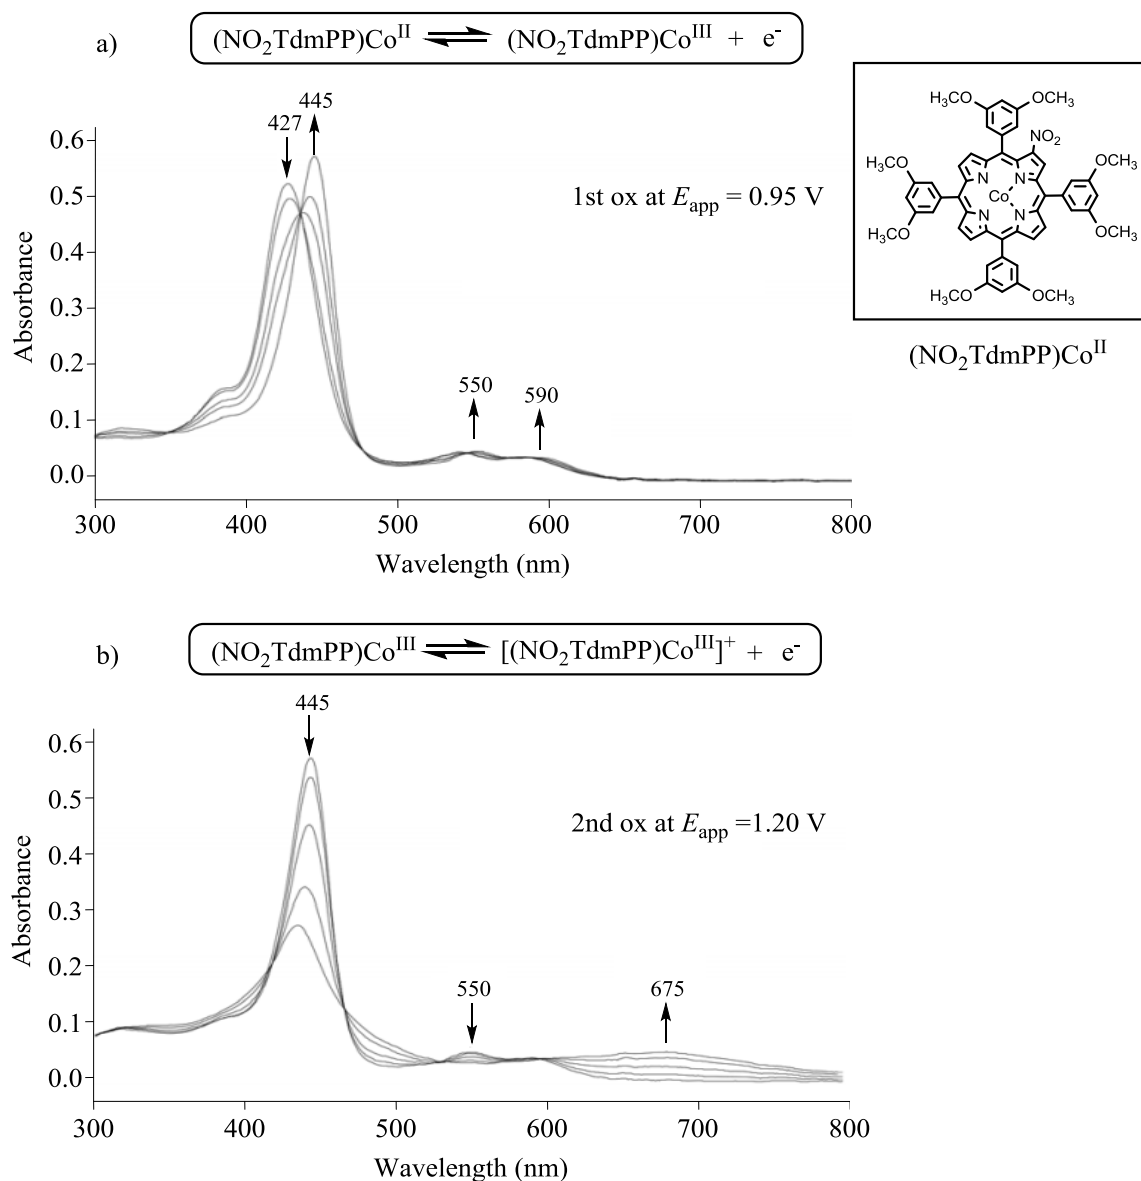 a)
(NO₂TdmPP)Coᴵᴵ ⇌ (NO₂TdmPP)Coᴵᴵᴵ + e⁻
427
445
1st ox at Eapp = 0.95 V
550
590
0.6
0.5
0.4
0.3
0.2
0.1
0.0
Absorbance
300 400 500 600 700 800
Wavelength (nm)
OCH₃
OCH₃
NO₂
OCH₃
OCH₃
H₃CO
H₃CO
N
N
N
N
Co
H₃CO
OCH₃
(NO₂TdmPP)Coᴵᴵ
b)
(NO₂TdmPP)Coᴵᴵᴵ ⇌ [(NO₂TdmPP)Coᴵᴵᴵ]⁺ + e⁻
445
2nd ox at Eapp =1.20 V
550
675
0.6
0.5
0.4
0.3
0.2
0.1
0.0
Absorbance
300 400 500 600 700 800
Wavelength (nm)